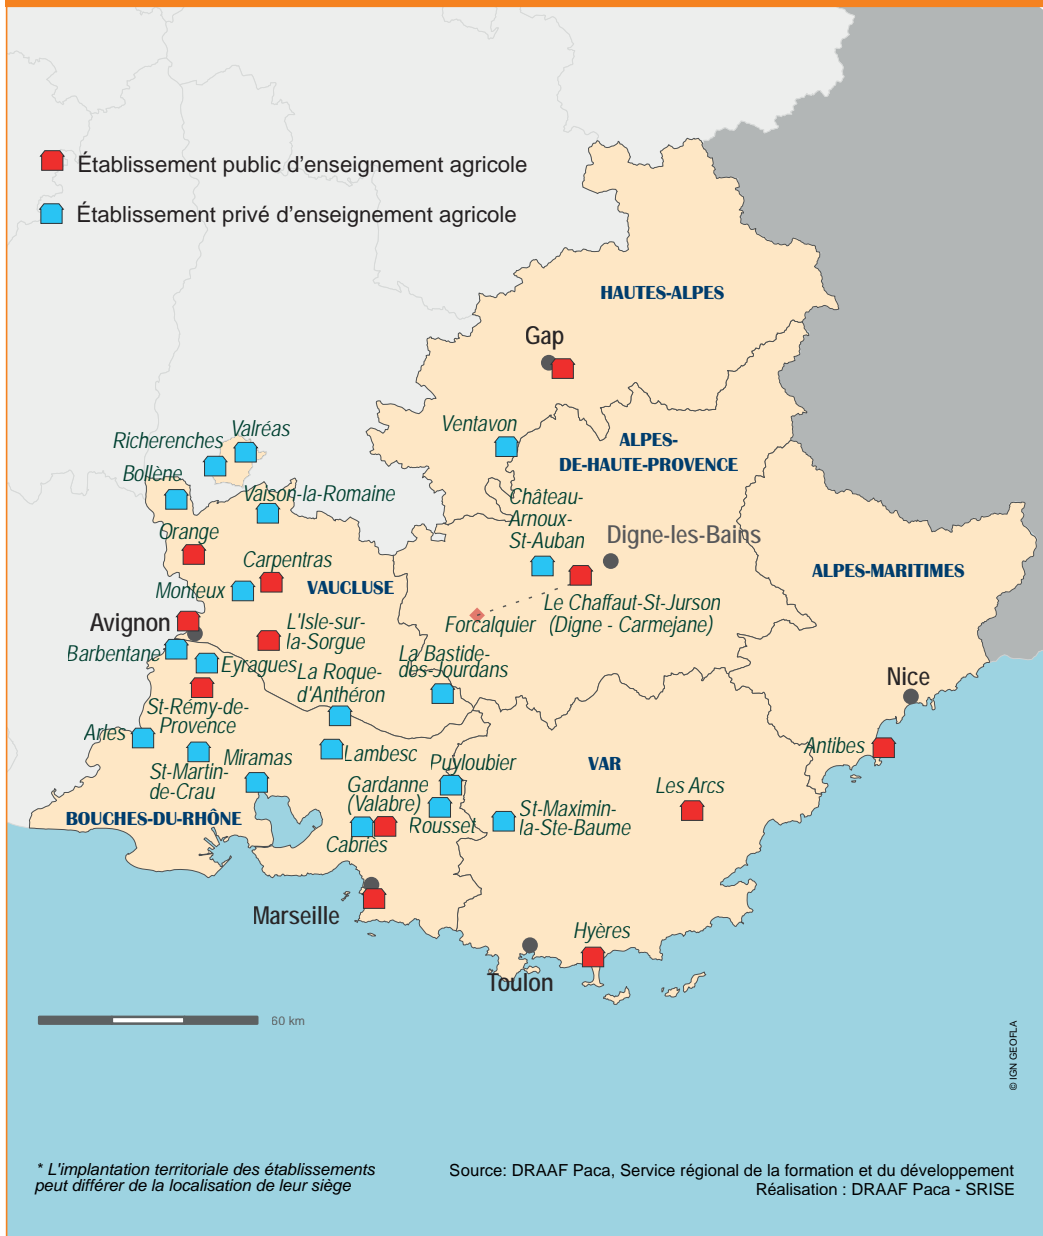 Établissement public d'enseignement agricole
Établissement privé d'enseignement agricole
HAUTES-ALPES
Gap
Ventavon
ALPES-
DE-HAUTE-PROVENCE
Valréas
Richerenches
Bollène
Vaison-la-Romaine
Château-
Arnoux-
St-Auban
Orange
Digne-les-Bains
Carpentras
ALPES-MARITIMES
Monteux
VAUCLUSE
Le Chaffaut-St-Jurson
(Digne - Carmejane)
Forcalquier
Avignon
L'Isle-sur-
la-Sorgue
Barbentane
Eyragues
La Bastide-
des-Jourdans
La Roque-
d'Anthéron
Nice
St-Rémy-de-
Provence
Arles
Antibes
Lambesc
Miramas
St-Martin-
de-Crau
Puyloubier
VAR
Gardanne
(Valabre)
Les Arcs
BOUCHES-DU-RHÔNE
Rousset
St-Maximin-
la-Ste-Baume
Cabriès
Marseille
Hyères
Toulon
60 km
© IGN GEOFLA
* L'implantation territoriale des établissements
peut différer de la localisation de leur siège
Source: DRAAF Paca, Service régional de la formation et du développement
Réalisation : DRAAF Paca - SRISE